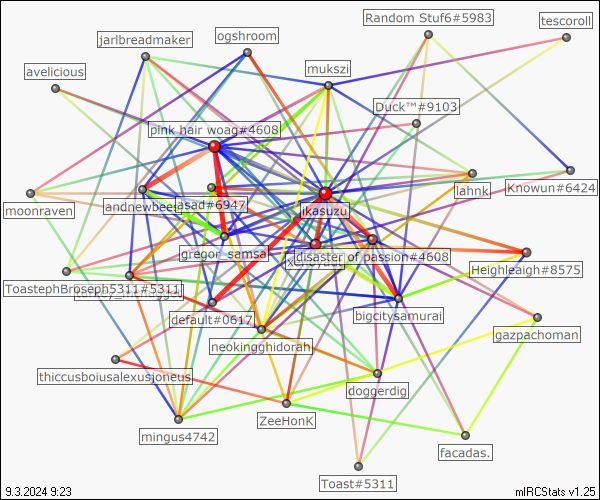 Random Stuf6#5983
tescoroll
ogshroom
jarlbreadmaker
mukszi
avelicious
Duck™#9103
pink hair woag#4608
lahnk
Knowun#6424
andnewbee
asad#6947
ikasuzu
moonraven
gregor_samsa
disaster of passion#4608
Heighleaigh#8575
ToastephBroseph5311#5311
default#0617
bigcitysamurai
gazpachoman
neokingghidorah
thiccusboiusalexusjoneus
doggerdig
ZeeHonK
mingus4742
facadas.
Toast#5311
9.3.2024 9:23
mIRCStats v1.25